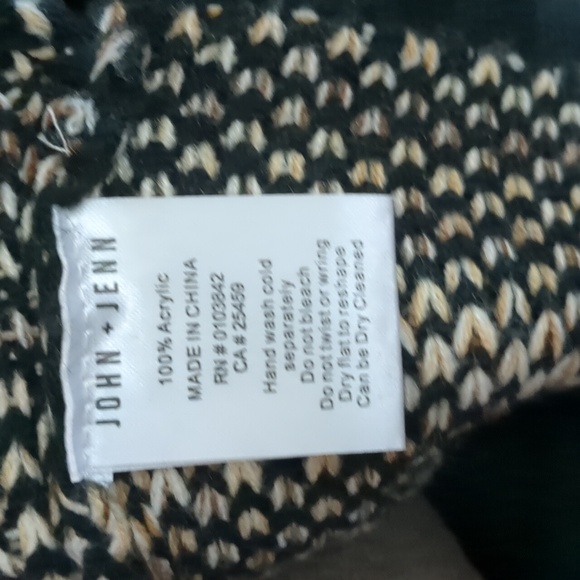 JOHN + JENN
100% Acrylic
MADE IN CHINA
RN # 0103842
CA # 25459
Hand wash cold
separately
Do not bleach
Do not twist or wring
Dry flat to reshape
Can be Dry Cleaned